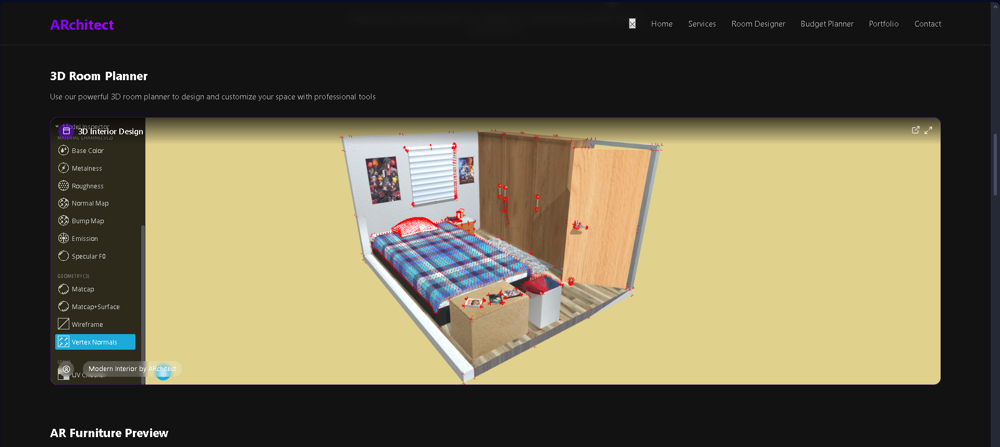 ARchitect
Home Services Room Designer Budget Planner Portfolio Contact
3D Room Planner
Use our powerful 3D room planner to design and customize your space with professional tools
Model Inspector
3D Interior Design
MATERIAL CHANNELS (2)
Base Color
Metalness
Roughness
Normal Map
Bump Map
Emission
Specular F0
GEOMETRY (3)
Matcap
Matcap+Surface
Wireframe
Vertex Normals
Modern Interior by ARchitect
UV Checker
AR Furniture Preview